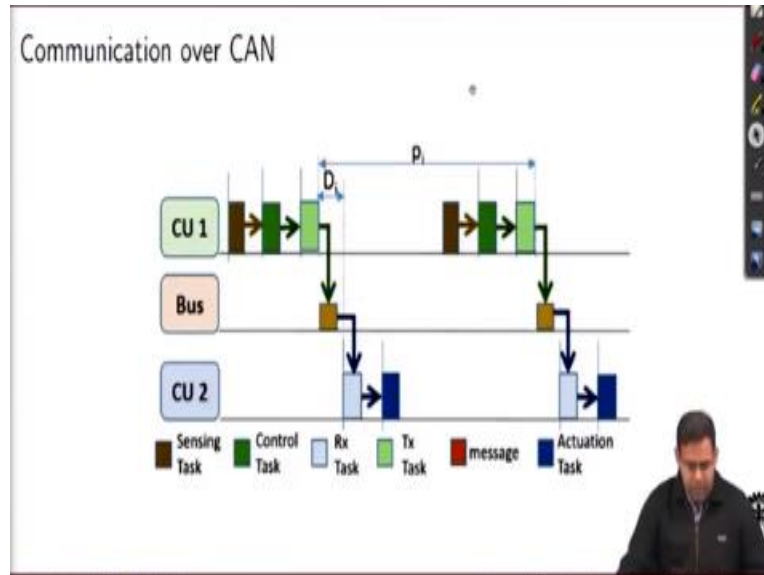 Communication over CAN
Pi
Di
CU 1
Bus
CU 2
Sensing Task
Control Task
Rx Task
Tx Task
message
Actuation Task